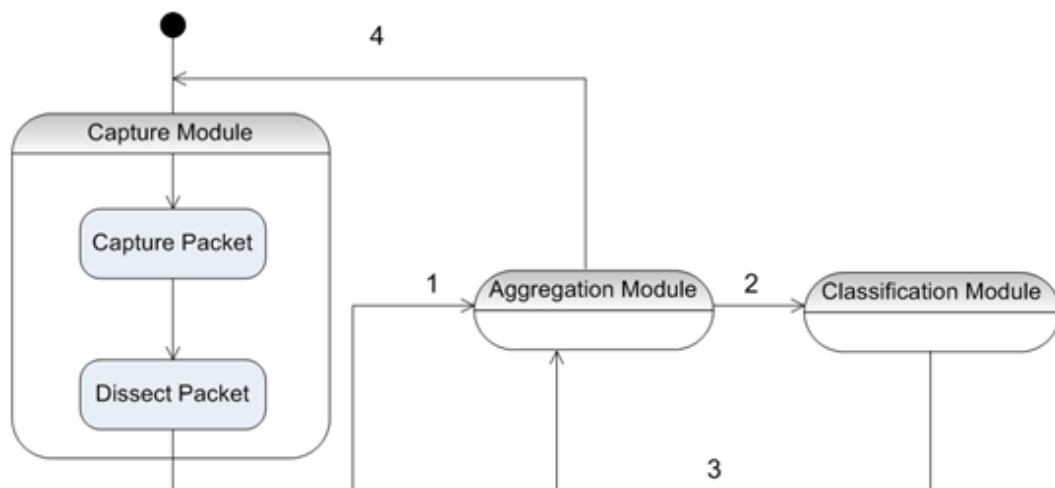 4
Capture Module
Capture Packet
1
Aggregation Module
2
Classification Module
Dissect Packet
3